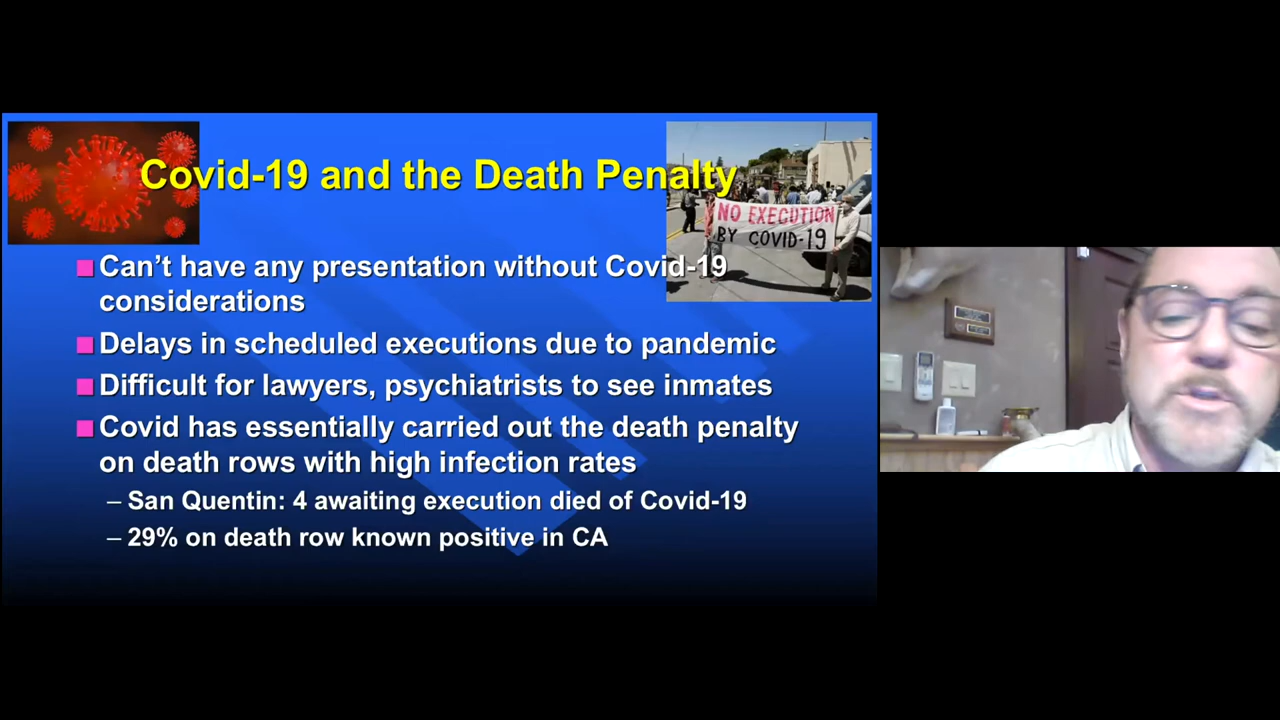 Covid-19 and the Death Penalty
NO EXECUTION
BY COVID-19
Can’t have any presentation without Covid-19
considerations
Delays in scheduled executions due to pandemic
Difficult for lawyers, psychiatrists to see inmates
Covid has essentially carried out the death penalty
on death rows with high infection rates
– San Quentin: 4 awaiting execution died of Covid-19
– 29% on death row known positive in CA